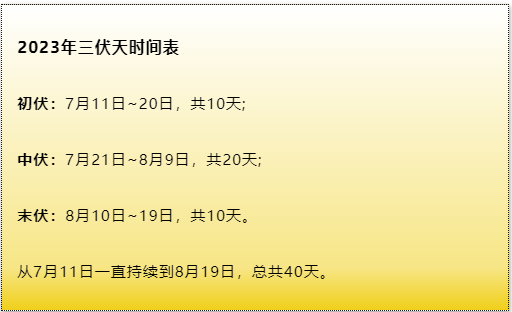 2023年三伏天时间表
初伏：7月11日~20日，共10天;
中伏：7月21日~8月9日，共20天;
末伏：8月10日~19日，共10天。
从7月11日一直持续到8月19日，总共40天。